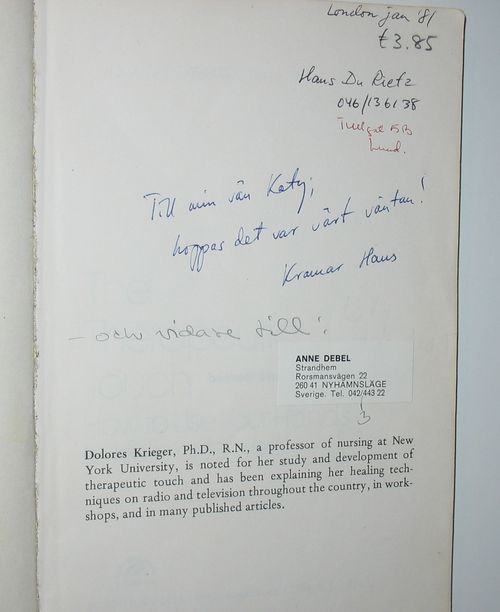 London jan '81
£3.85
Hans Du Rietz
046/136138
5B
Lund.
Till min vän Katy;
hoppas det var värt väntan!
Kramar Hans
- och vidare till:
ANNE DEBEL
Strandhem
Rorsmansvägen 22
260 41 NYHAMNSLÄGE
Sverige. Tel. 042/443 22
3
Dolores Krieger, Ph.D., R.N., a professor of nursing at New
York University, is noted for her study and development of
therapeutic touch and has been explaining her healing tech-
niques on radio and television throughout the country, in work-
shops, and in many published articles.